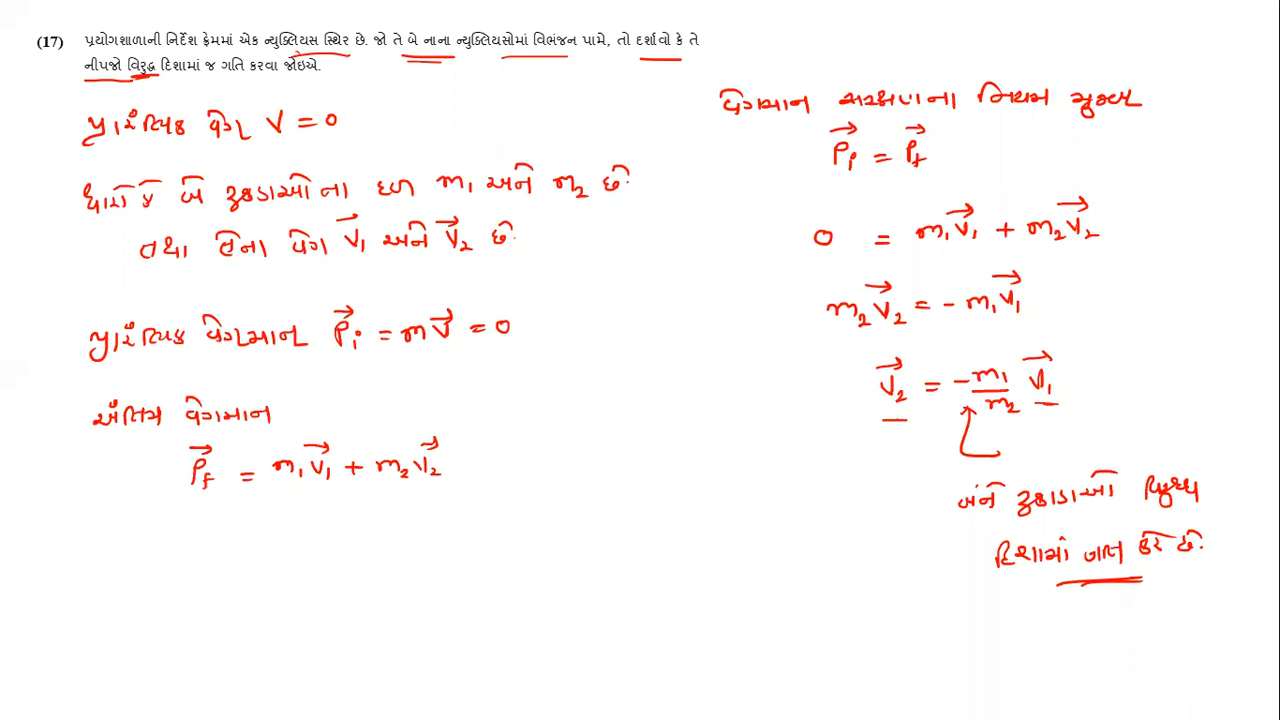 (17) પ્રયોગશાળાની નિર્દેશ ફ્રેમમાં એક ન્યુક્લિયસ સ્થિર છે. જો તે બે નાના ન્યુક્લિયસોમાં વિભંજન પામે, તો દર્શાવો કે તે
નીપજો વિરુદ્ધ દિશામાં જ ગતિ કરવા જોઇએ.
પ્રારંભિક વેગ V = 0
ધારો કે બે ટુકડાઓના દળ m₁ અને m₂ છે.
તથા તેના વેગ V⃗₁ અને V⃗₂ છે.
પ્રારંભિક વેગમાન P⃗ᵢ = mV⃗ = 0
અંતિમ વેગમાન
P⃗f = m₁V⃗₁ + m₂V⃗₂
વેગમાન સંરક્ષણના નિયમ મુજબ
P⃗ᵢ = P⃗f
0 = m₁V⃗₁ + m₂V⃗₂
m₂V⃗₂ = - m₁V⃗₁
V⃗₂ = -m₁/m₂ V⃗₁
બંને ટુકડાઓ વિરુધ્ધ
દિશામાં ગતિ કરે છે.